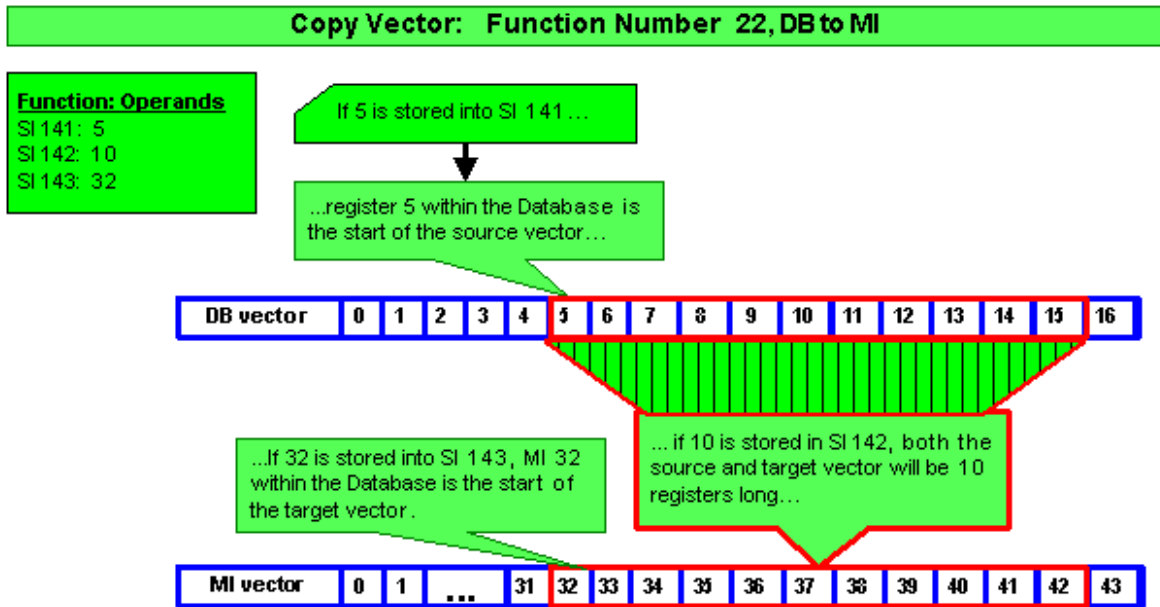 Copy Vector: Function Number 22, DB to MI
Function: Operands
SI 141: 5
SI 142: 10
SI 143: 32
If 5 is stored into SI 141...
...register 5 within the Database is
the start of the source vector...
DB vector 0 1 2 3 4 5 6 7 8 9 10 11 12 13 14 15 16
... if 10 is stored in SI 142, both the
source and target vector will be 10
registers long...
...If 32 is stored into SI 143, MI 32
within the Database is the start of
the target vector.
MI vector 0 1 ... 31 32 33 34 35 36 37 38 39 40 41 42 43